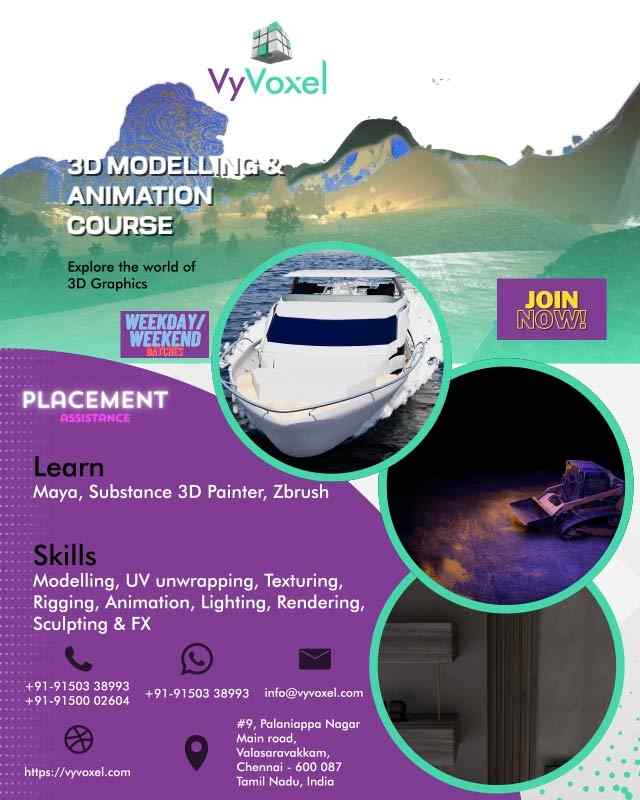 VyVoxel
3D MODELLING &
ANIMATION
COURSE
Explore the world of
3D Graphics
WEEKDAY/
WEEKEND
BATCHES
JOIN
NOW!
PLACEMENT
ASSISTANCE
Learn
Maya, Substance 3D Painter, Zbrush
Skills
Modelling, UV unwrapping, Texturing,
Rigging, Animation, Lighting, Rendering,
Sculpting & FX
+91-91503 38993
+91-91500 02604
+91-91503 38993
info@vyvoxel.com
https://vyvoxel.com
#9, Palaniappa Nagar
Main road,
Valasaravakkam,
Chennai - 600 087
Tamil Nadu, India